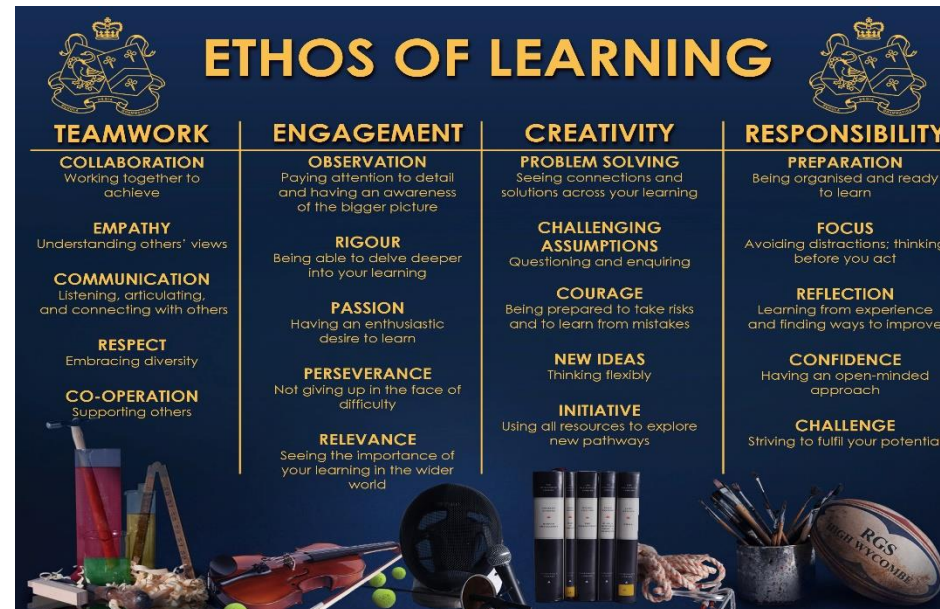 ETHOS OF LEARNING
TEAMWORK
COLLABORATION
Working together to
achieve
EMPATHY
Understanding others' views
COMMUNICATION
Listening, articulating,
and connecting with others
RESPECT
Embracing diversity
CO-OPERATION
Supporting others
ENGAGEMENT
OBSERVATION
Paying attention to detail
and having an awareness
of the bigger picture
RIGOUR
Being able to delve deeper
into your learning
PASSION
Having an enthusiastic
desire to learn
PERSEVERANCE
Not giving up in the face of
difficulty
RELEVANCE
Seeing the importance of
your learning in the wider
world
CREATIVITY
PROBLEM SOLVING
Seeing connections and
solutions across your learning
CHALLENGING
ASSUMPTIONS
Questioning and enquiring
COURAGE
Being prepared to take risks
and to learn from mistakes
NEW IDEAS
Thinking flexibly
INITIATIVE
Using all resources to explore
new pathways
RESPONSIBILITY
PREPARATION
Being organised and ready
to learn
FOCUS
Avoiding distractions; thinking
before you act
REFLECTION
Learning from experience
and finding ways to improve
CONFIDENCE
Having an open-minded
approach
CHALLENGE
Striving to fulfil your potential
RGS
HIGH WYCOMBE